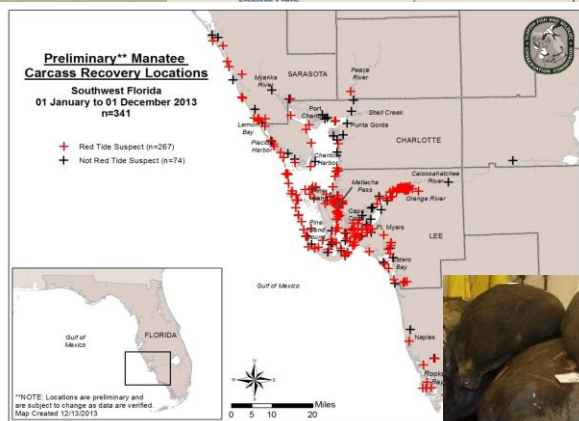 Preliminary** Manatee
Carcass Recovery Locations
Southwest Florida
01 January to 01 December 2013
n=341
Red Tide Suspect (n=267)
Not Red Tide Suspect (n=74)
SARASOTA
Myakka
River
Peace
River
Port
Shell Creek
Punta Gorda
Lemon
Bay
CHARLOTTE
Placida
Harbor
Charlotte
Harbor
Matlacha
Pass
Caloosahatchee
River
Orange River
Cape
Pine
Island
Sound
Ft. Myers
LEE
Estero
Bay
Gulf of Mexico
Naples
Bay
Gulf of
Mexico
FLORIDA
**NOTE: Locations are preliminary and
are subject to change as data are verified.
Map Created 12/13/2013
Miles
0 5 10 20